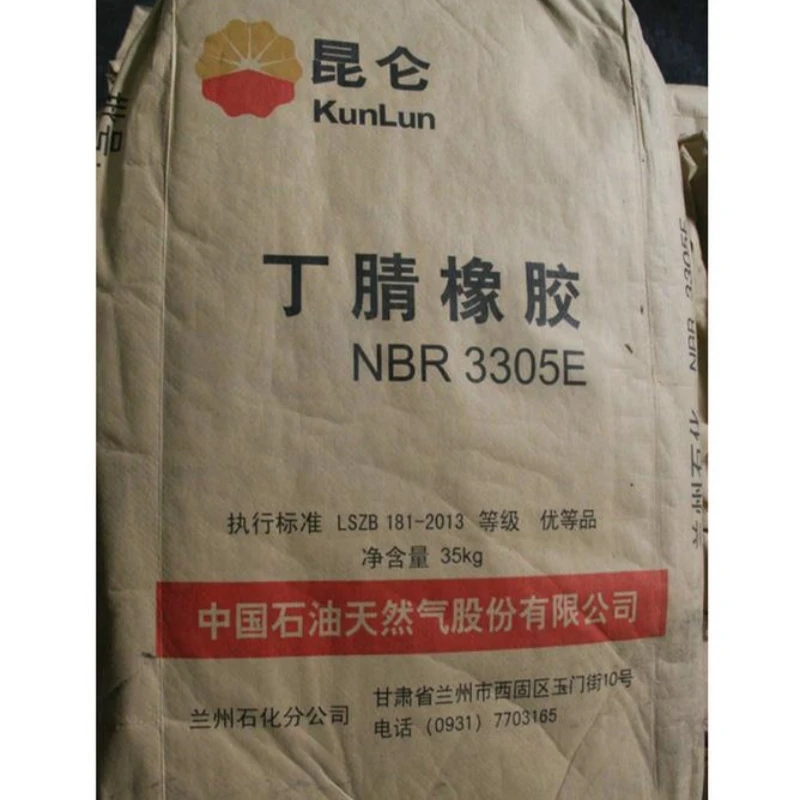 昆仑
KunLun
丁腈橡胶
NBR 3305E
执行标准 LSZB 181-2013 等级 优等品
净含量 35kg
中国石油天然气股份有限公司
兰州石化分公司
甘肃省兰州市西固区玉门街10号
电话 (0931) 7703165
NBR 3305E